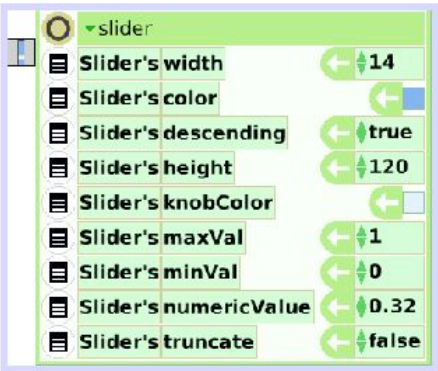 slider
Slider's width 14
Slider's color
Slider's descending true
Slider's height 120
Slider's knobColor
Slider's maxVal 1
Slider's minVal 0
Slider's numericValue 0.32
Slider's truncate false